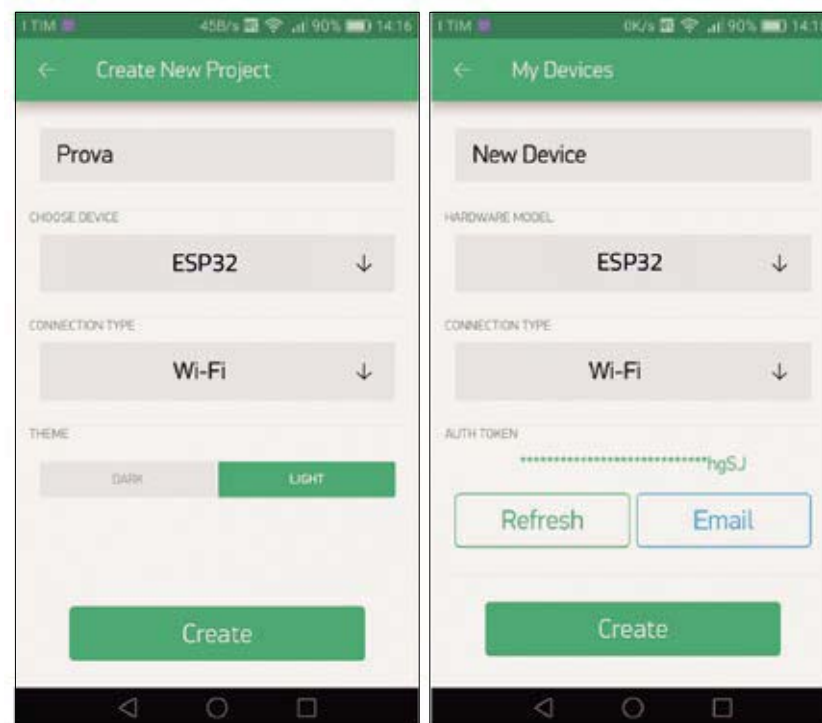 I TIM 45B/s 90% 14:16
Create New Project
Prova
CHOOSE DEVICE
ESP32
CONNECTION TYPE
Wi-Fi
THEME
DARK LIGHT
Create
I TIM 0K/s 90% 14:15
My Devices
New Device
HARDWARE MODEL
ESP32
CONNECTION TYPE
Wi-Fi
AUTH TOKEN
****************************hgSJ
Refresh Email
Create